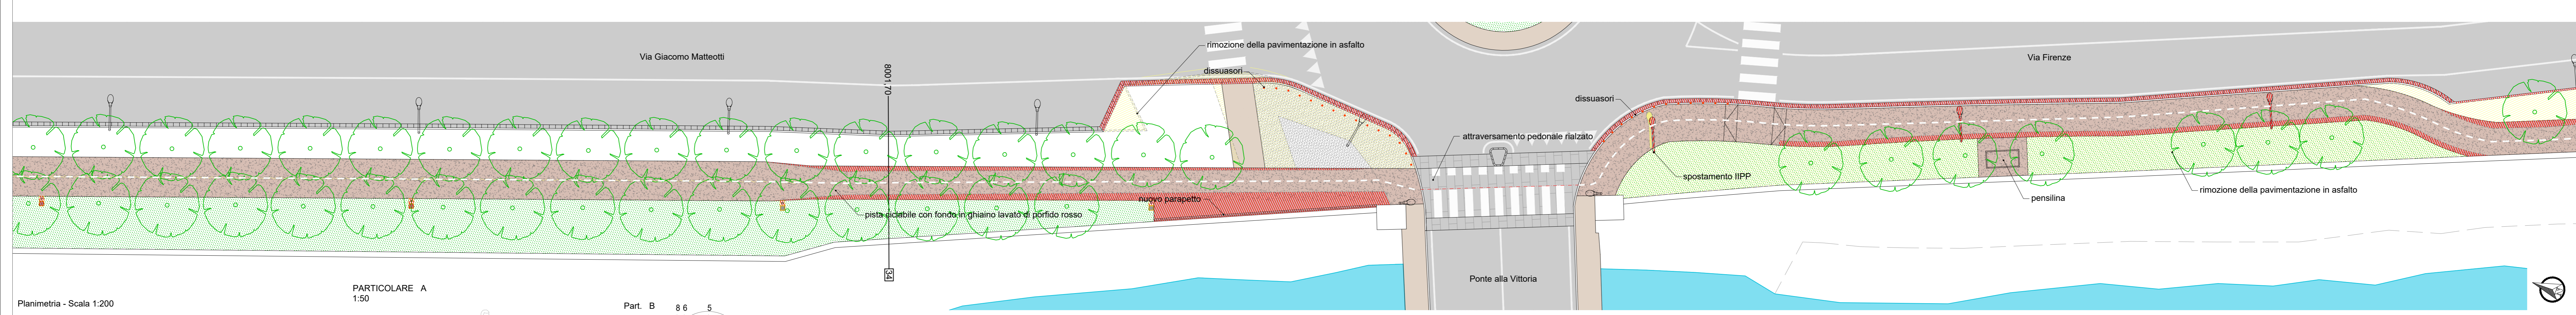 rimozione della pavimentazione in asfalto
Via Giacomo Matteotti
Via Firenze
dissuasori
8001,70
dissuasori
attraversamento pedonale rialzato
spostamento IIPP
rimozione della pavimentazione in asfalto
nuovo parapetto
pensilina
pista ciclabile con fondo in ghiaino lavato di porfido rosso
34
Ponte alla Vittoria
PARTICOLARE A
1:50
Planimetria - Scala 1:200
Part. B
8 6
5